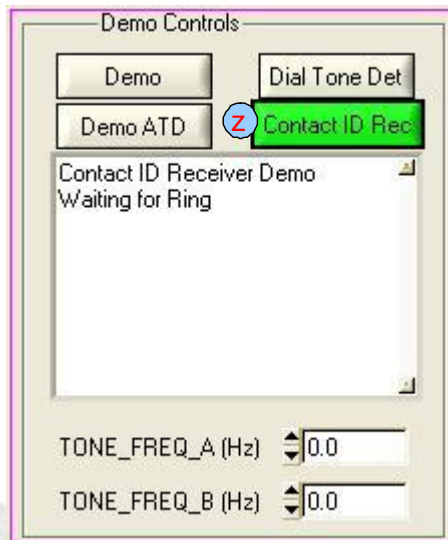 Demo Controls
Demo
Dial Tone Det
Demo ATD
Z
Contact ID Rec
Contact ID Receiver Demo
Waiting for Ring
TONE_FREQ_A (Hz)
0.0
TONE_FREQ_B (Hz)
0.0